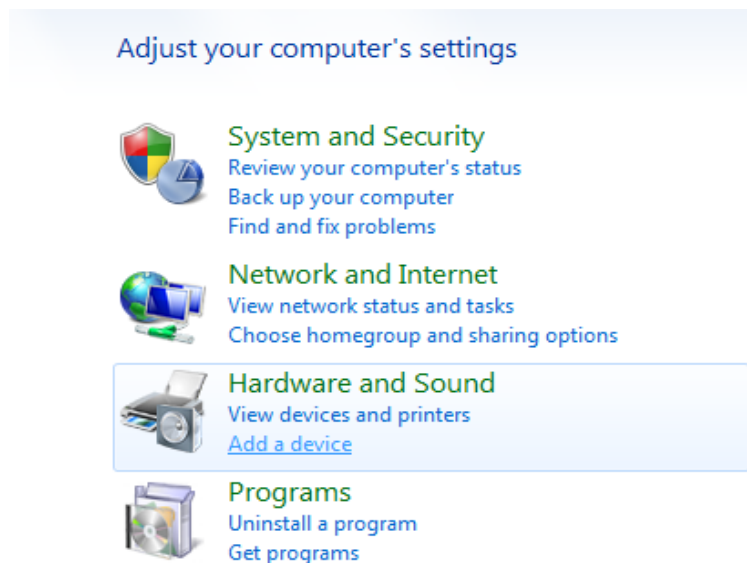 Adjust your computer's settings
System and Security
Review your computer's status
Back up your computer
Find and fix problems
Network and Internet
View network status and tasks
Choose homegroup and sharing options
Hardware and Sound
View devices and printers
Add a device
Programs
Uninstall a program
Get programs